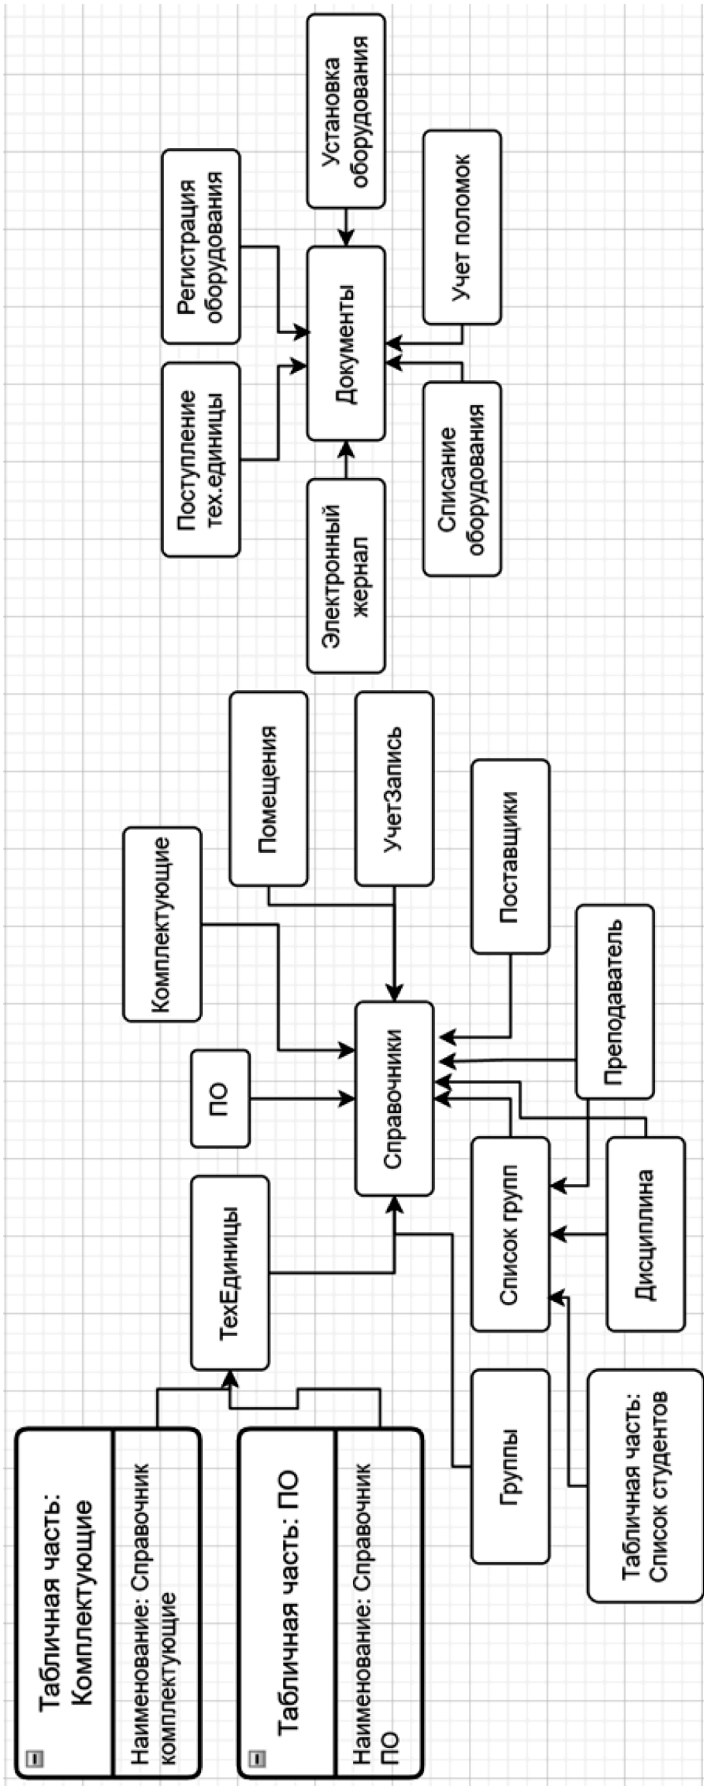 Табличная часть:
Комплектующие
Наименование: Справочник
комплектующие
Табличная часть: ПО
Наименование: Справочник
ПО
ТехЕдиницы
ПО
Комплектующие
Помещения
УчетЗапись
Справочники
Группы
Список групп
Поставщики
Преподаватель
Дисциплина
Табличная часть:
Список студентов
Поступление
тех.единицы
Регистрация
оборудования
Электронный
жернал
Документы
Установка
оборудования
Списание
оборудования
Учет поломок